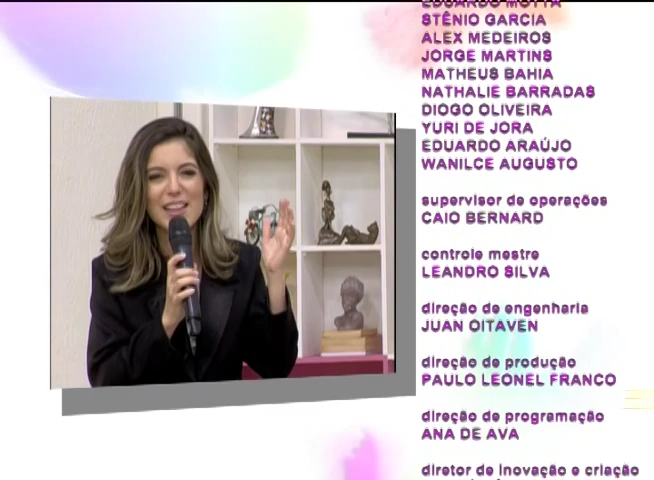 EDUARDO MOTTA
STÊNIO GARCIA
ALEX MEDEIROS
JORGE MARTINS
MATHEUS BAHIA
NATHALIE BARRADAS
DIOGO OLIVEIRA
YURI DE JORA
EDUARDO ARAÚJO
WANILCE AUGUSTO
supervisor de operações
CAIO BERNARD
controle mestre
LEANDRO SILVA
direção de engenharia
JUAN OITAVEN
direção de produção
PAULO LEONEL FRANCO
direção de programação
ANA DE AVA
diretor de inovação e criação